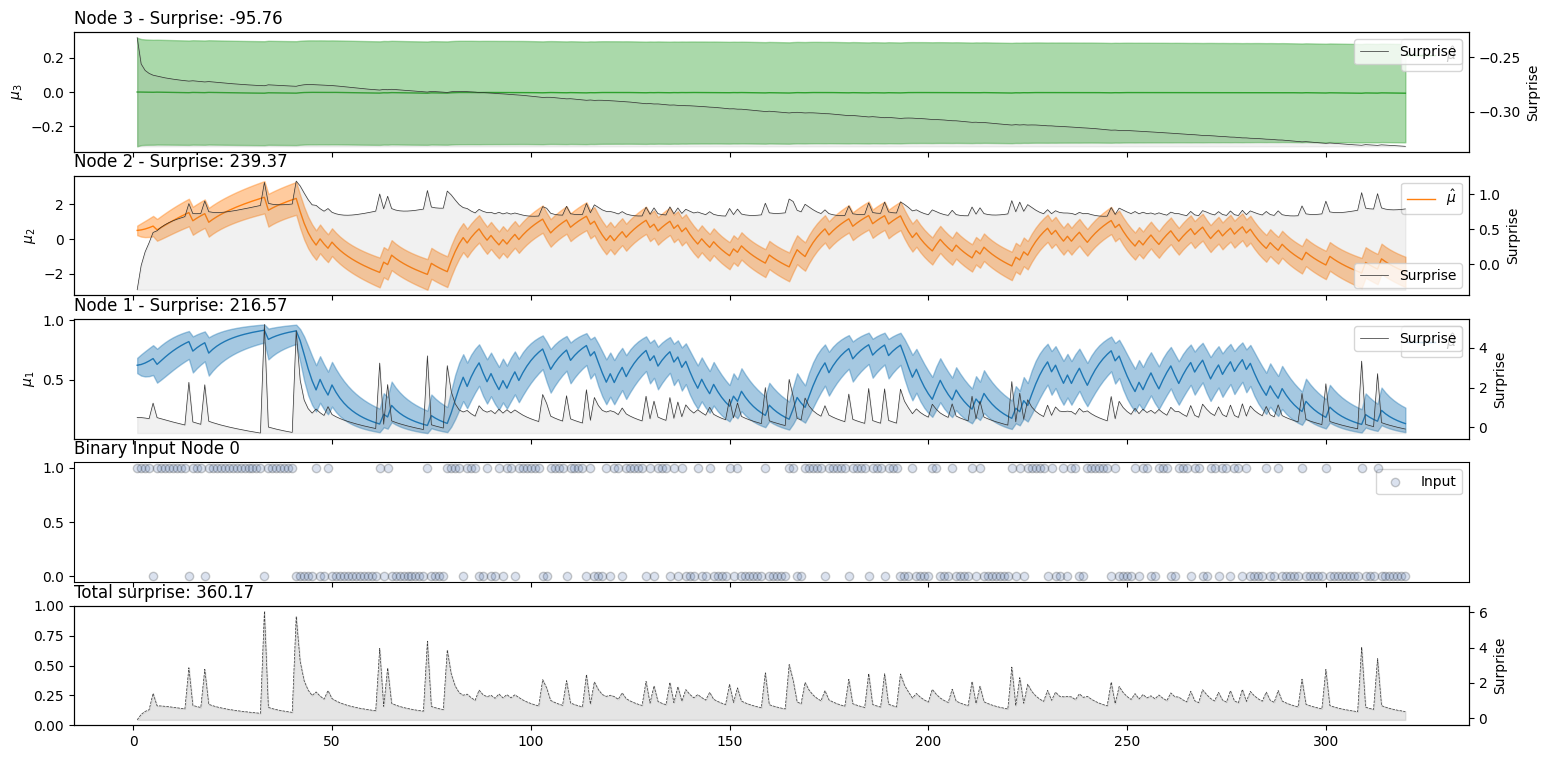 Node 3 - Surprise: -95.76
0.2
0.0
−0.2
μ3
Surprise
−0.25
−0.30
Surprise
Node 2 - Surprise: 239.37
2
0
−2
μ2
μ̂
Surprise
1.0
0.5
0.0
Surprise
Node 1 - Surprise: 216.57
1.0
0.5
μ1
Surprise
4
2
0
Surprise
Binary Input Node 0
1.0
0.5
0.0
Input
Total surprise: 360.17
1.00
0.75
0.50
0.25
0.00
6
4
2
0
Surprise
0
50
100
150
200
250
300